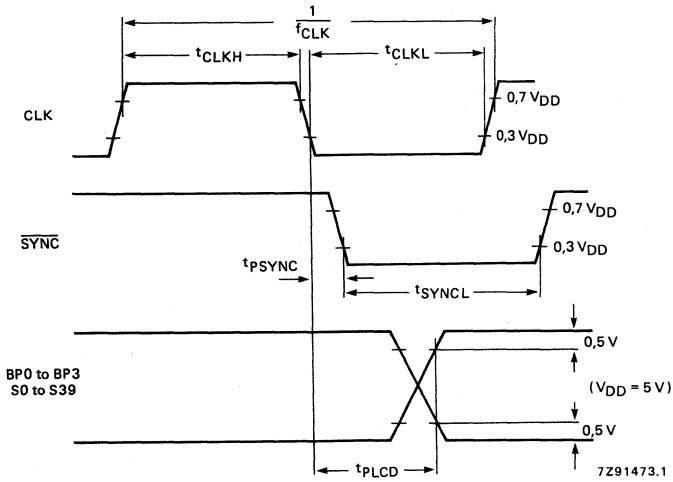 1
fCLK
tCLKH
tCLKL
CLK
0,7 VDD
0,3 VDD
SYNC
0,7 VDD
0,3 VDD
tPSYNC
tSYNCL
BP0 to BP3
S0 to S39
0,5 V
(VDD = 5 V)
0,5 V
tPLCD
7Z91473.1